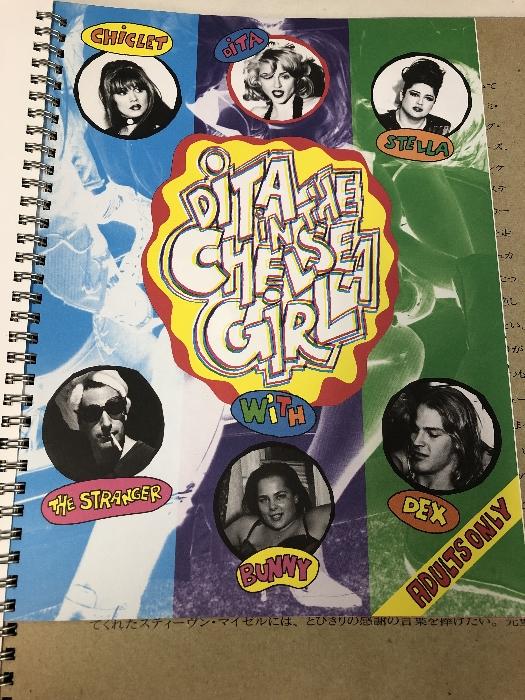 CHiCLET
DiTA
STELLA
DiTA
iN THE
CHELSEA
GiRL
WiTH
THE STRANGER
BUNNY
DEX
ADULTS ONLY
てくれたスティーヴン・マイゼルには、とびきりの感謝の言葉を捧げたい。